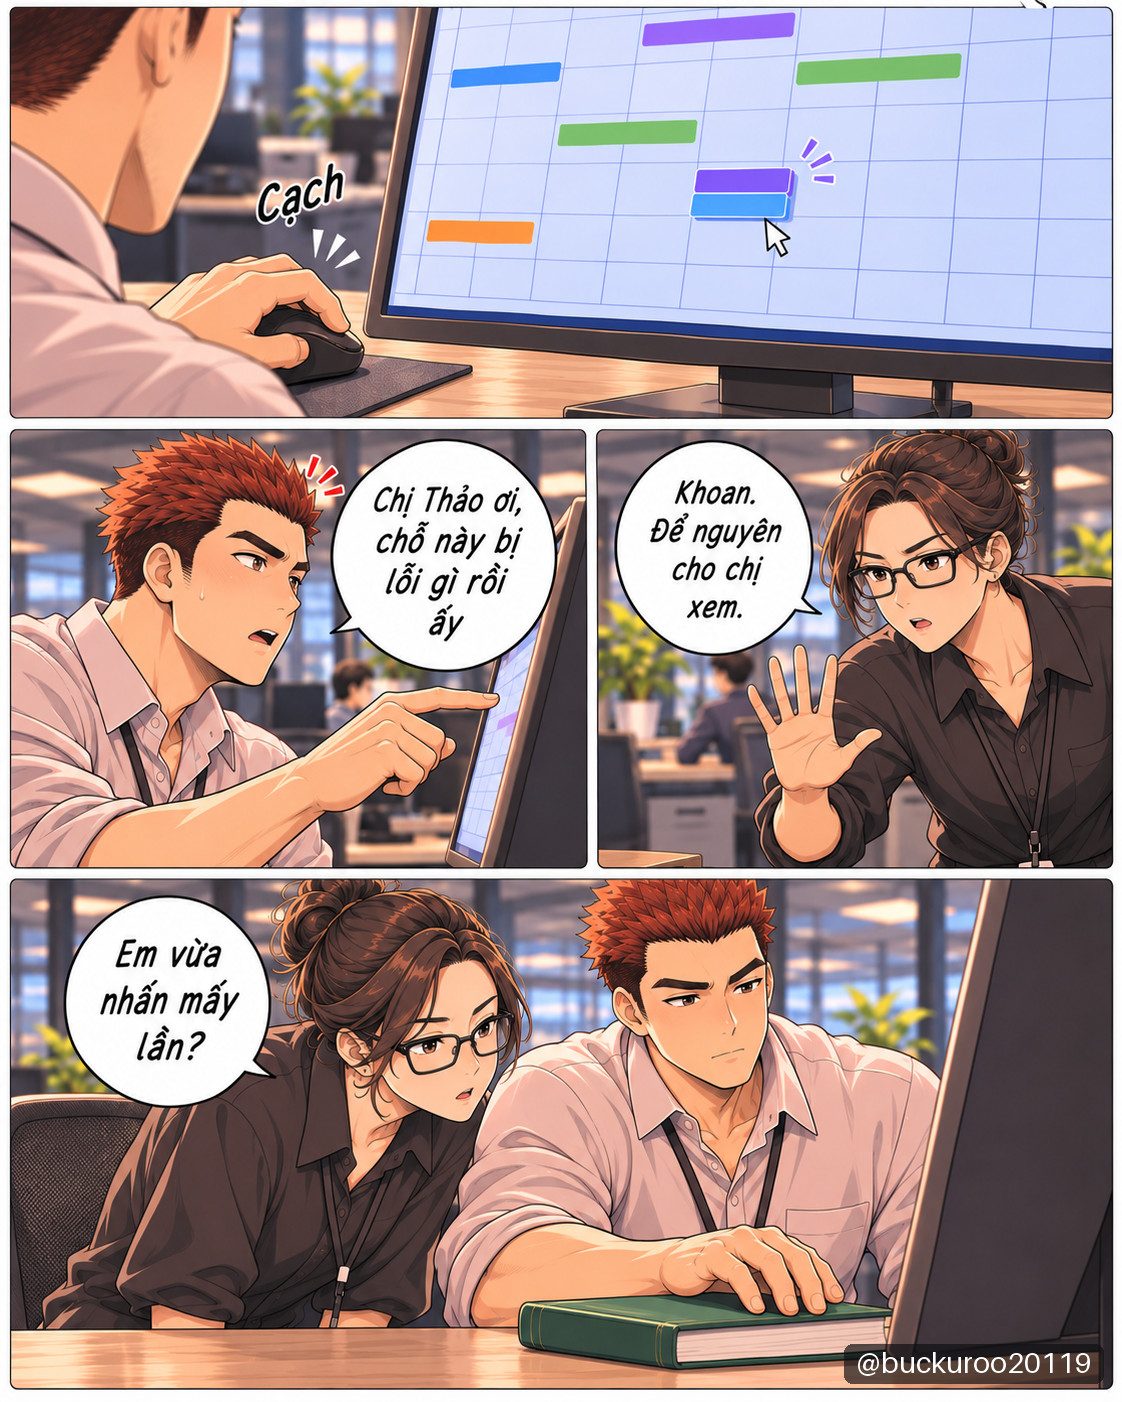 Cạch
Chị Thảo ơi,
chỗ này bị
lỗi gì rồi
ấy
Khoan.
Để nguyên
cho chị
xem.
Em vừa
nhấn mấy
lần?
@buckuroo20119